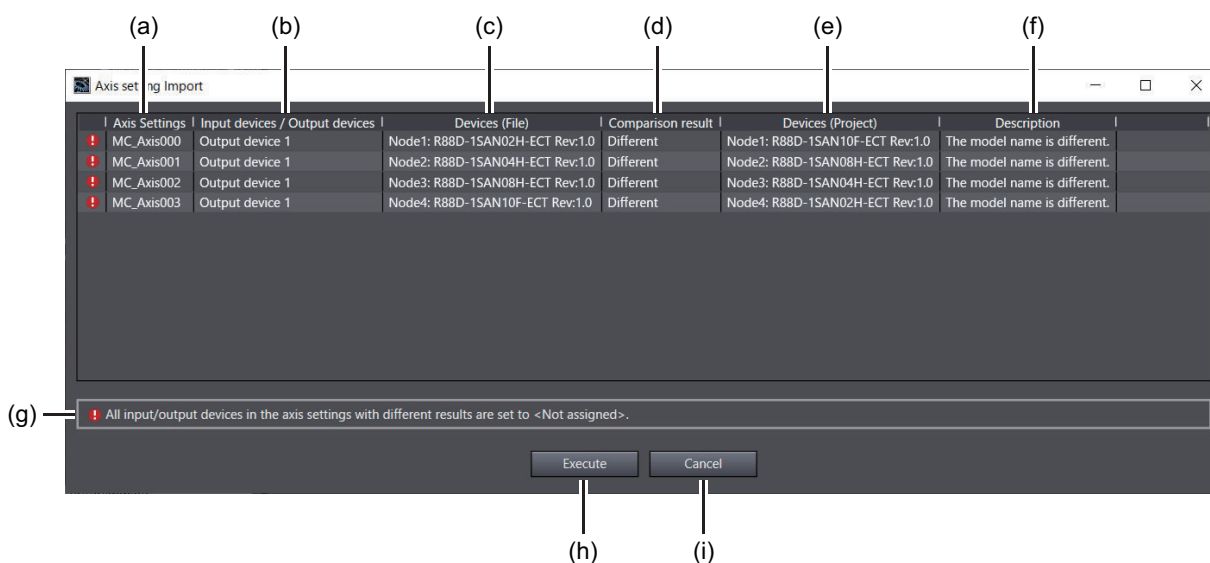 (a) (b) (c) (d) (e) (f)
Axis setting Import
Axis Settings Input devices / Output devices Devices (File) Comparison result Devices (Project) Description
MC_Axis000 Output device 1 Node1: R88D-1SAN02H-ECT Rev:1.0 Different Node1: R88D-1SAN10F-ECT Rev:1.0 The model name is different.
MC_Axis001 Output device 1 Node2: R88D-1SAN04H-ECT Rev:1.0 Different Node2: R88D-1SAN08H-ECT Rev:1.0 The model name is different.
MC_Axis002 Output device 1 Node3: R88D-1SAN08H-ECT Rev:1.0 Different Node3: R88D-1SAN04H-ECT Rev:1.0 The model name is different.
MC_Axis003 Output device 1 Node4: R88D-1SAN10F-ECT Rev:1.0 Different Node4: R88D-1SAN02H-ECT Rev:1.0 The model name is different.
(g) All input/output devices in the axis settings with different results are set to <Not assigned>.
Execute Cancel
(h) (i)